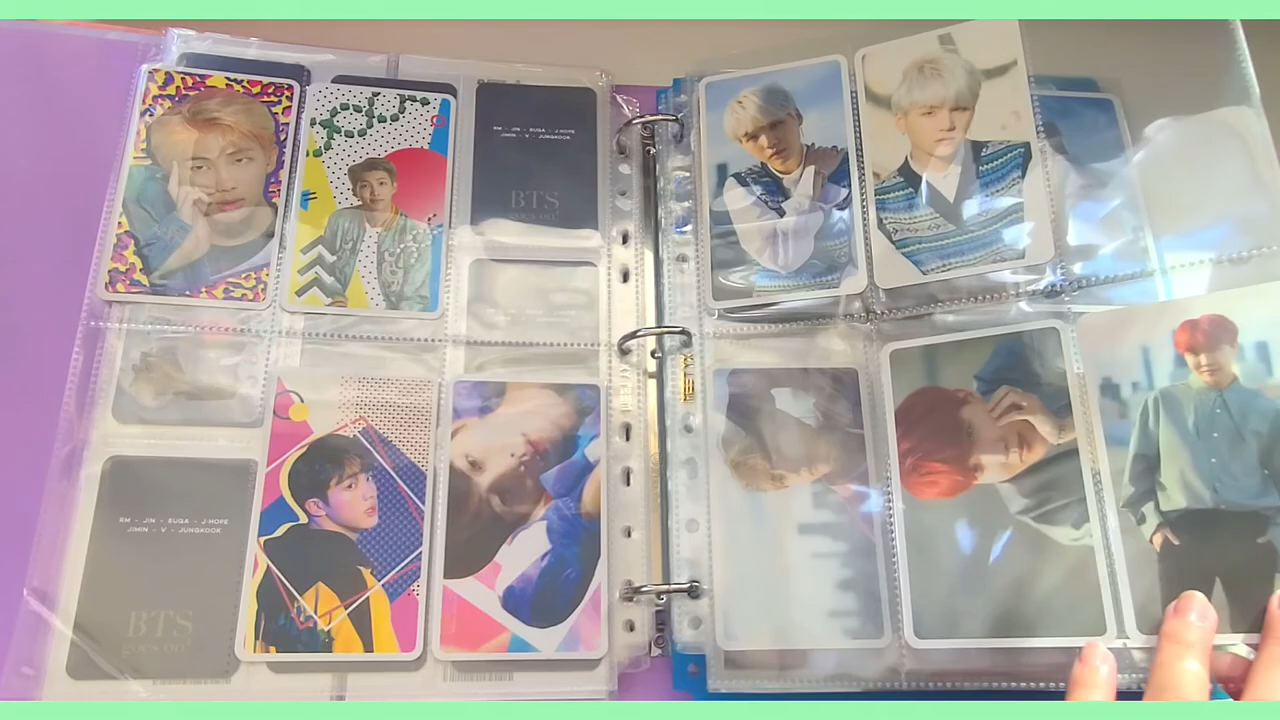 RM - JIN - SUGA - J-HOPE
JIMIN - V - JUNGKOOK
BTS
goes on!
RM - JIN - SUGA - J-HOPE
JIMIN - V - JUNGKOOK
BTS
goes on!